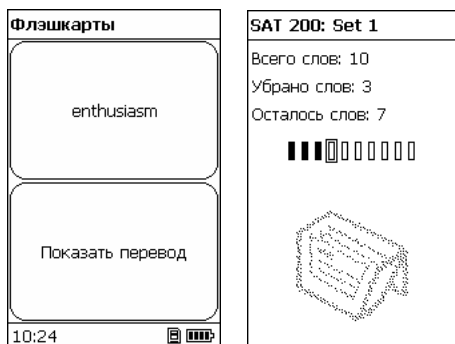 Флэшкарты
enthusiasm
Показать перевод
10:24
SAT 200: Set 1
Всего слов: 10
Убрано слов: 3
Осталось слов: 7